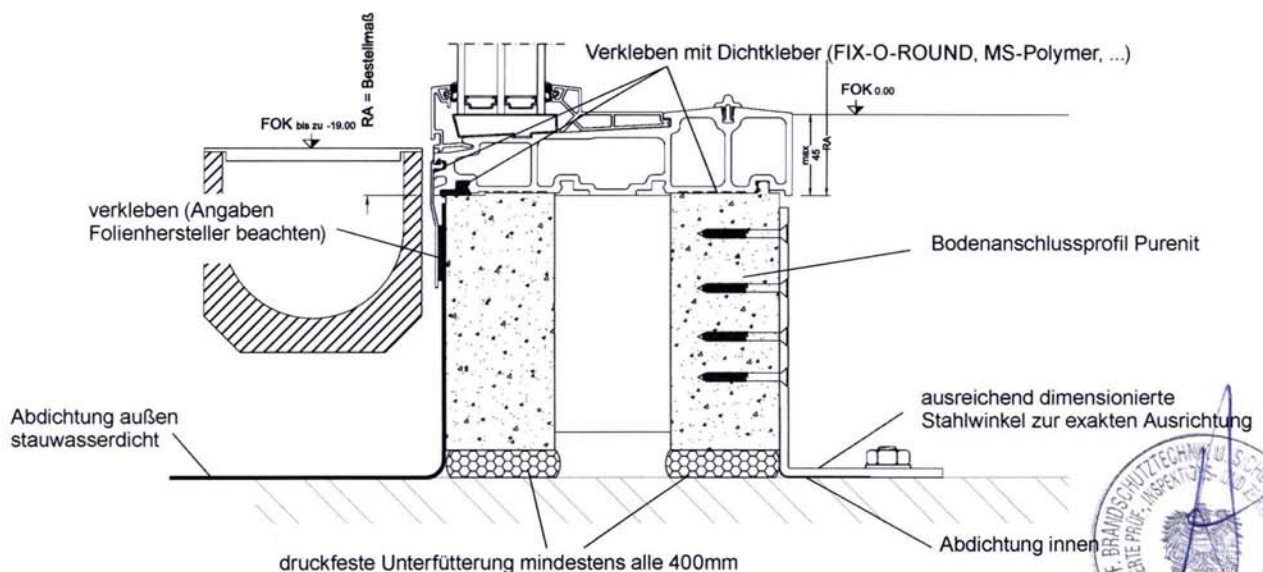 Verkleben mit Dichtkleber (FIX-O-ROUND, MS-Polymer, ...)
RA = Bestellmaß
FOK bis zu -19.00
FOK 0.00
max
45
RA
verkleben (Angaben
Folienhersteller beachten)
Bodenanschlussprofil Purenit
ausreichend dimensionierte
Stahlwinkel zur exakten Ausrichtung
Abdichtung außen
stauwasserdicht
Abdichtung innen
druckfeste Unterfütterung mindestens alle 400mm
BRANDSCHUTZTECHNIK U.